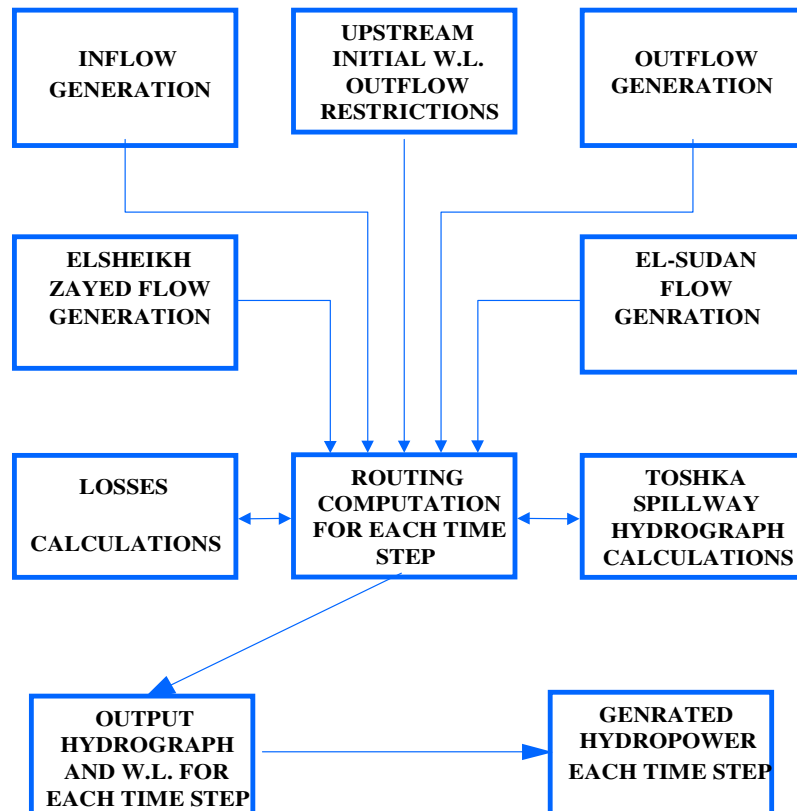 INFLOW
GENERATION
UPSTREAM
INITIAL W.L.
OUTFLOW
RESTRICTIONS
OUTFLOW
GENERATION
ELSHEIKH
ZAYED FLOW
GENERATION
EL-SUDAN
FLOW
GENRATION
LOSSES
CALCULATIONS
ROUTING
COMPUTATION
FOR EACH TIME
STEP
TOSHKA
SPILLWAY
HYDROGRAPH
CALCULATIONS
OUTPUT
HYDROGRAPH
AND W.L. FOR
EACH TIME STEP
GENRATED
HYDROPOWER
EACH TIME STEP